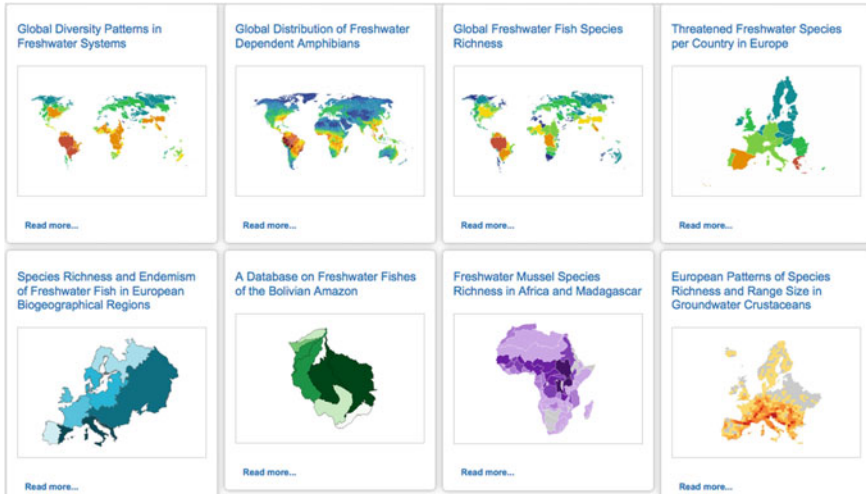 Global Diversity Patterns in
Freshwater Systems
Read more...
Global Distribution of Freshwater
Dependent Amphibians
Read more...
Global Freshwater Fish Species
Richness
Read more...
Threatened Freshwater Species
per Country in Europe
Read more...
Species Richness and Endemism
of Freshwater Fish in European
Biogeographical Regions
Read more...
A Database on Freshwater Fishes
of the Bolivian Amazon
Read more...
Freshwater Mussel Species
Richness in Africa and Madagascar
Read more...
European Patterns of Species
Richness and Range Size in
Groundwater Crustaceans
Read more...